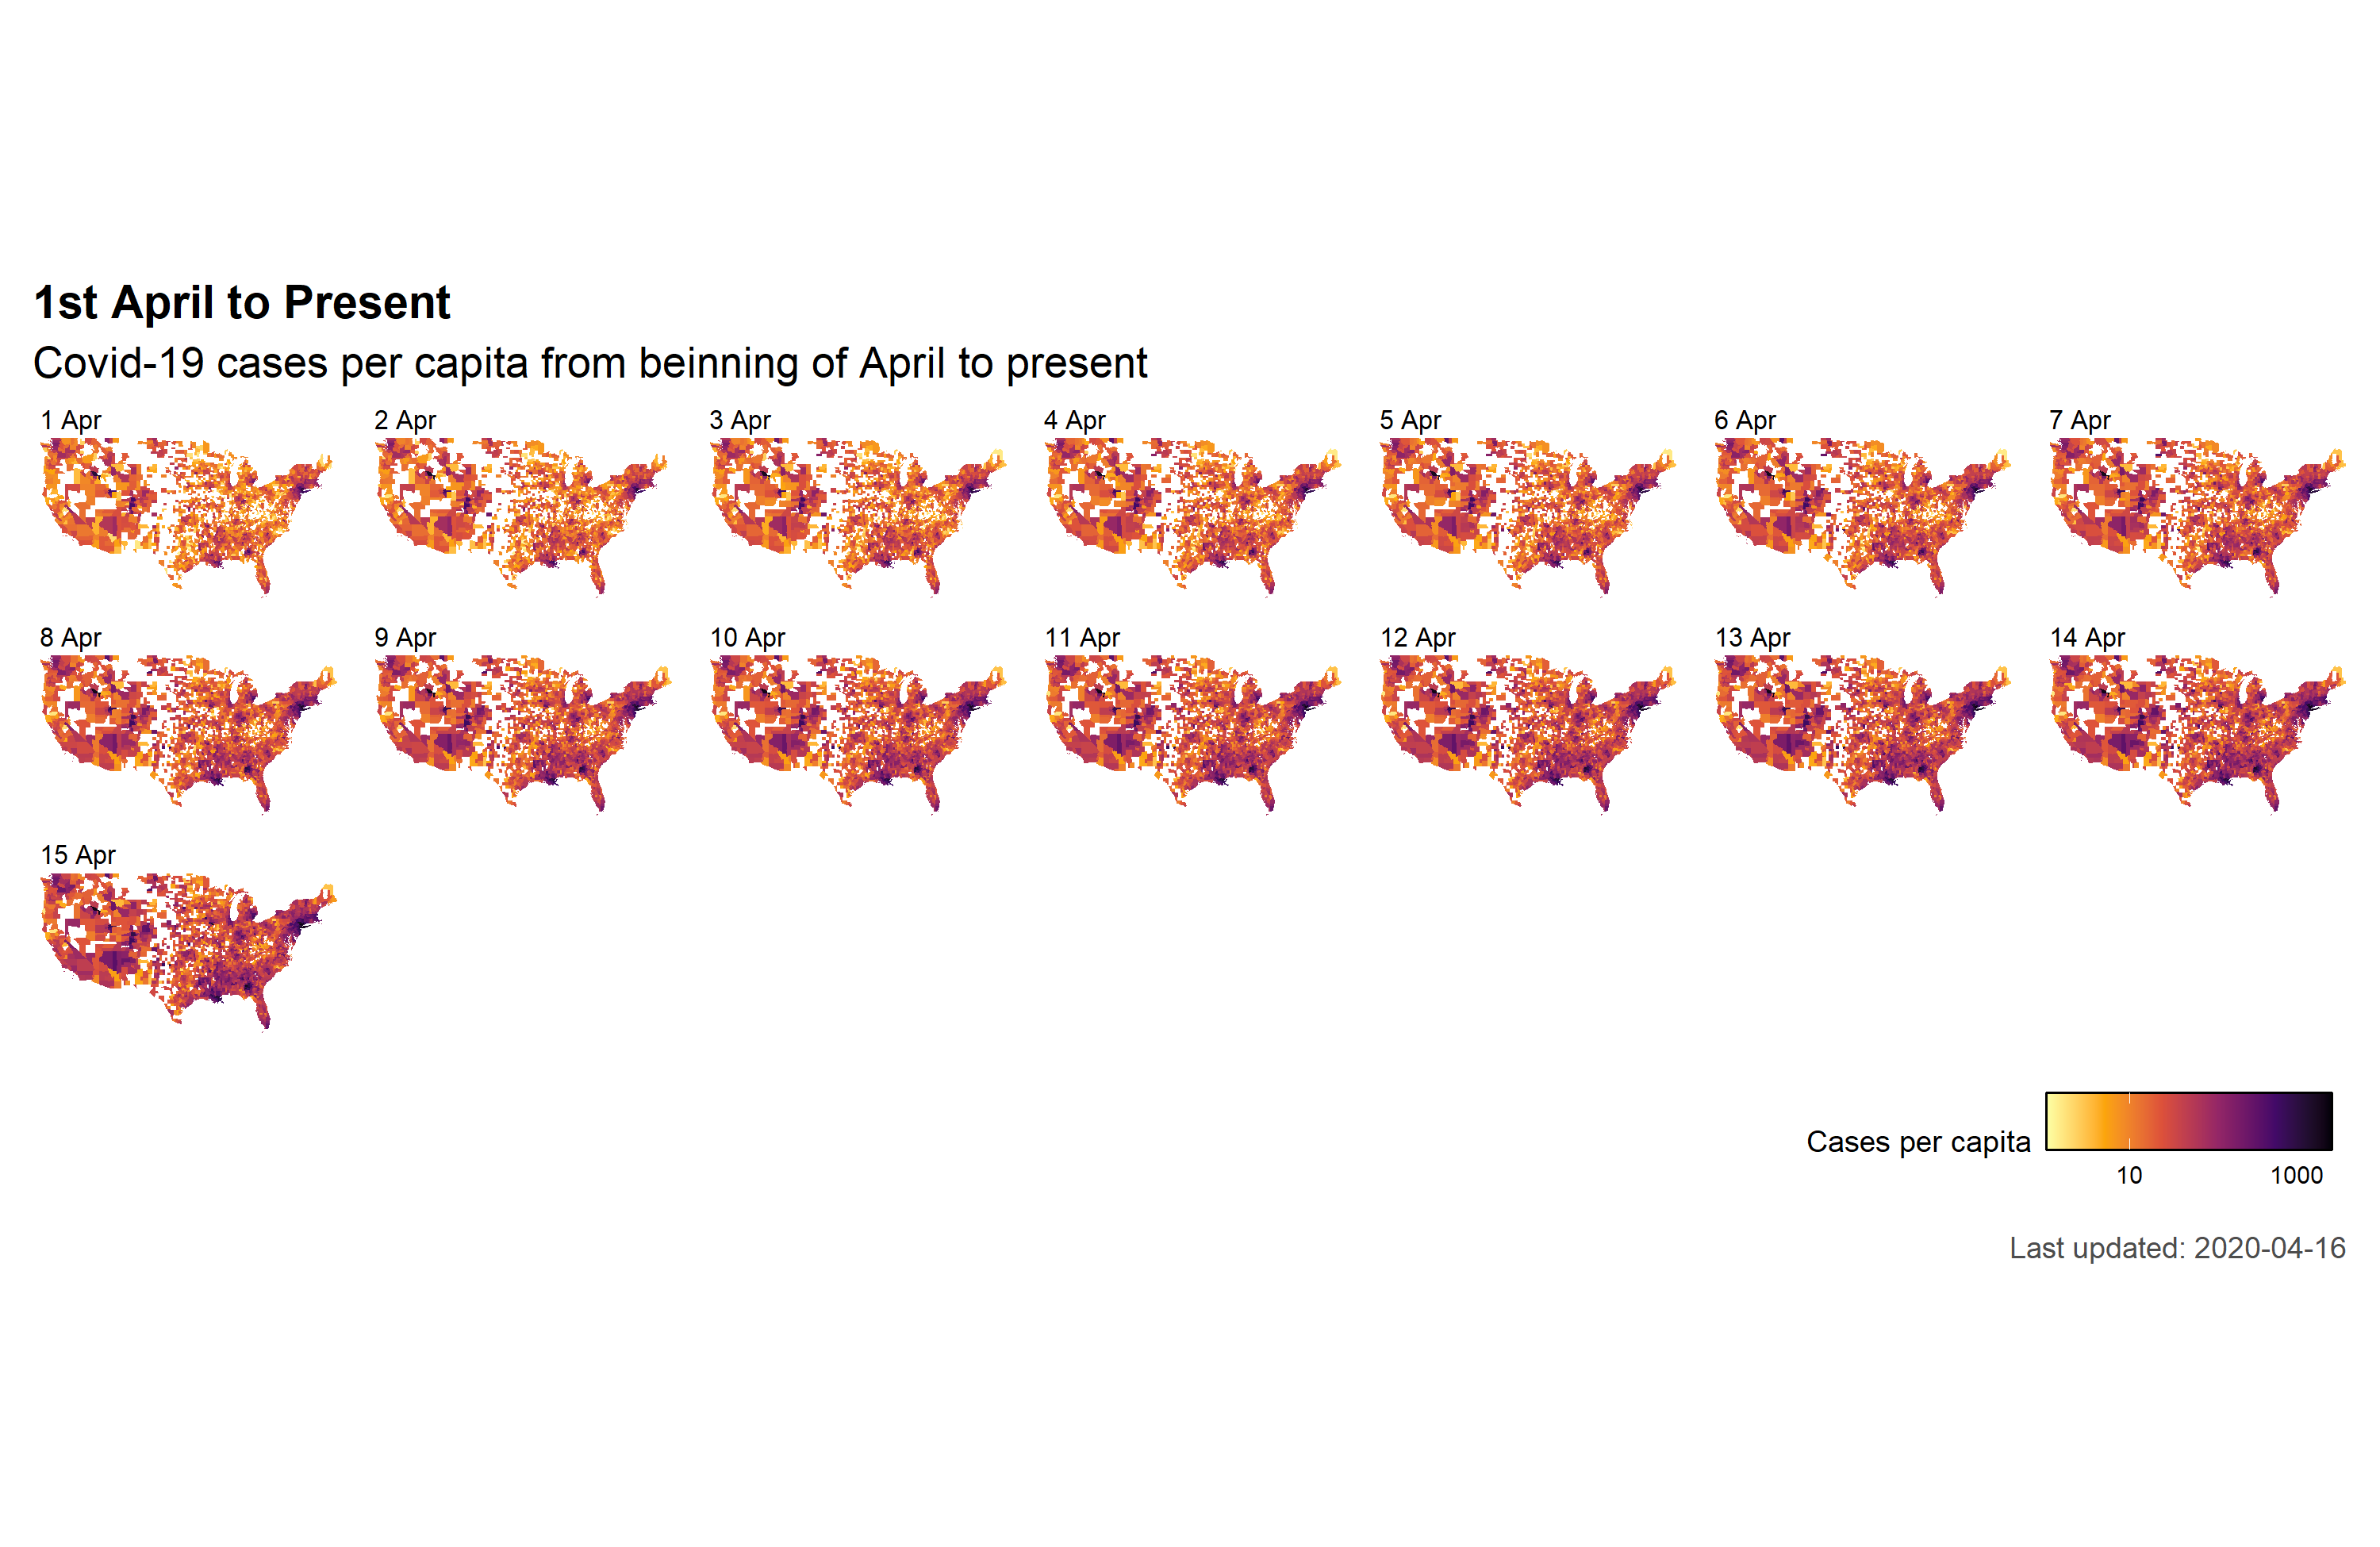 1st April to Present
Covid-19 cases per capita from beinning of April to present
1 Apr
2 Apr
3 Apr
4 Apr
5 Apr
6 Apr
7 Apr
8 Apr
9 Apr
10 Apr
11 Apr
12 Apr
13 Apr
14 Apr
15 Apr
Cases per capita
10
1000
Last updated: 2020-04-16